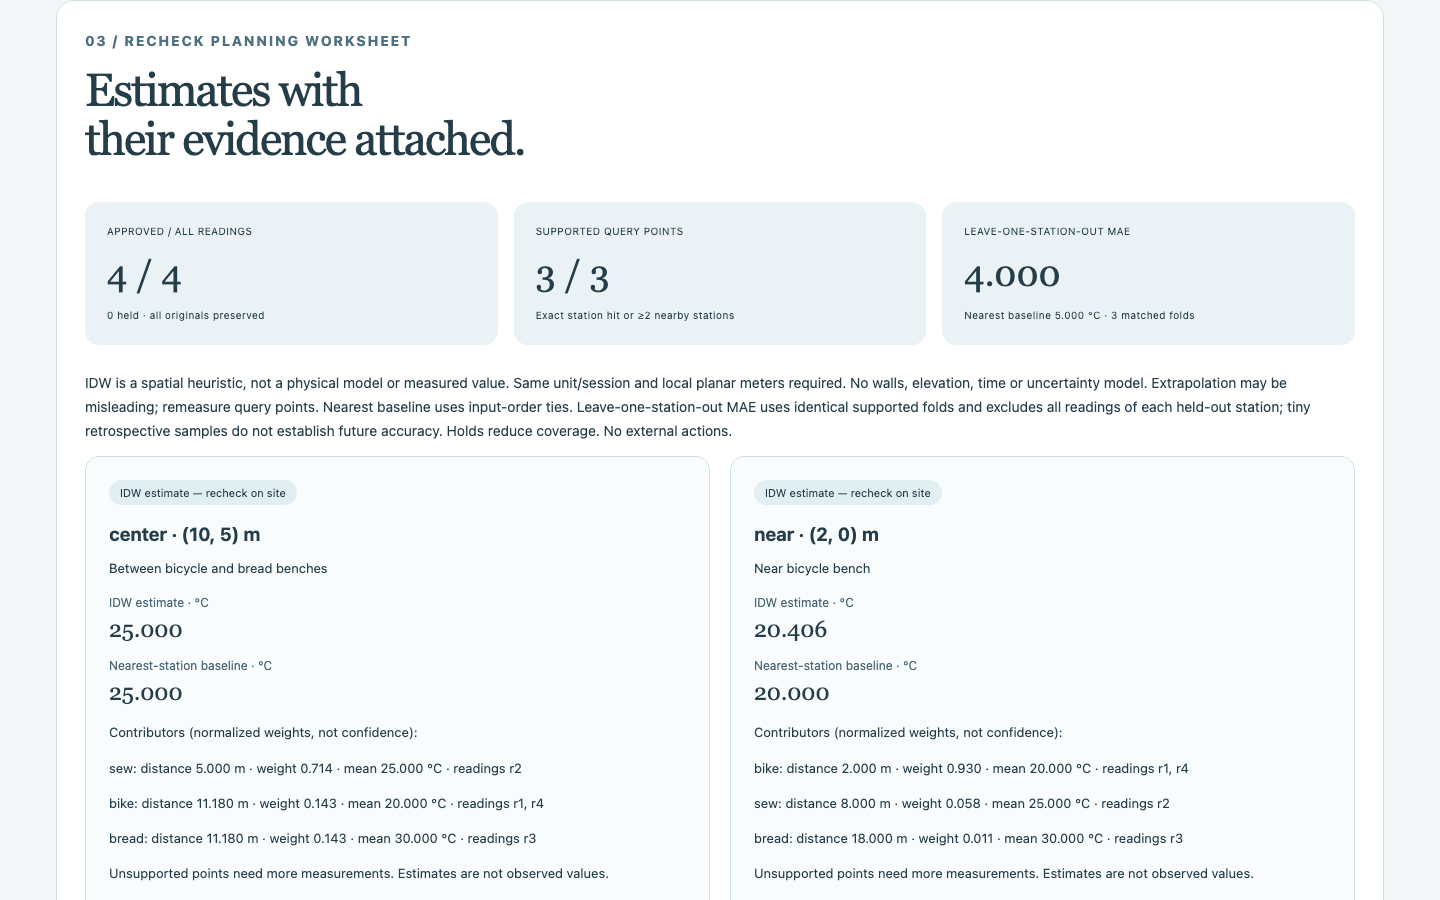 03 / RECHECK PLANNING WORKSHEET
Estimates with
their evidence attached.
APPROVED / ALL READINGS
4 / 4
0 held · all originals preserved
SUPPORTED QUERY POINTS
3 / 3
Exact station hit or ≥2 nearby stations
LEAVE-ONE-STATION-OUT MAE
4.000
Nearest baseline 5.000 °C · 3 matched folds
IDW is a spatial heuristic, not a physical model or measured value. Same unit/session and local planar meters required. No walls, elevation, time or uncertainty model. Extrapolation may be
misleading; remeasure query points. Nearest baseline uses input-order ties. Leave-one-station-out MAE uses identical supported folds and excludes all readings of each held-out station; tiny
retrospective samples do not establish future accuracy. Holds reduce coverage. No external actions.
IDW estimate — recheck on site
center · (10, 5) m
Between bicycle and bread benches
IDW estimate · °C
25.000
Nearest-station baseline · °C
25.000
Contributors (normalized weights, not confidence):
sew: distance 5.000 m · weight 0.714 · mean 25.000 °C · readings r2
bike: distance 11.180 m · weight 0.143 · mean 20.000 °C · readings r1, r4
bread: distance 11.180 m · weight 0.143 · mean 30.000 °C · readings r3
Unsupported points need more measurements. Estimates are not observed values.
IDW estimate — recheck on site
near · (2, 0) m
Near bicycle bench
IDW estimate · °C
20.406
Nearest-station baseline · °C
20.000
Contributors (normalized weights, not confidence):
bike: distance 2.000 m · weight 0.930 · mean 20.000 °C · readings r1, r4
sew: distance 8.000 m · weight 0.058 · mean 25.000 °C · readings r2
bread: distance 18.000 m · weight 0.011 · mean 30.000 °C · readings r3
Unsupported points need more measurements. Estimates are not observed values.